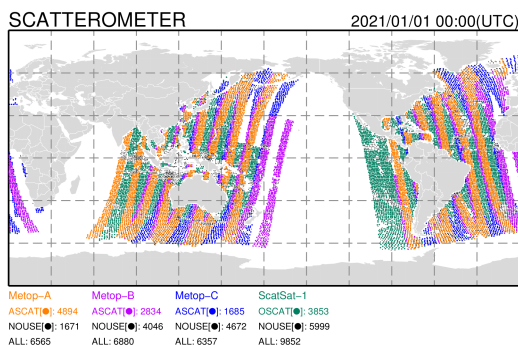 SCATTEROMETER 2021/01/01 00:00(UTC)
Metop-A Metop-B Metop-C ScatSat-1
ASCAT[●]: 4894 ASCAT[●]: 2834 ASCAT[●]: 1685 OSCAT[●]: 3853
NOUSE[●]: 1671 NOUSE[●]: 4046 NOUSE[●]: 4672 NOUSE[●]: 5999
ALL: 6565 ALL: 6880 ALL: 6357 ALL: 9852